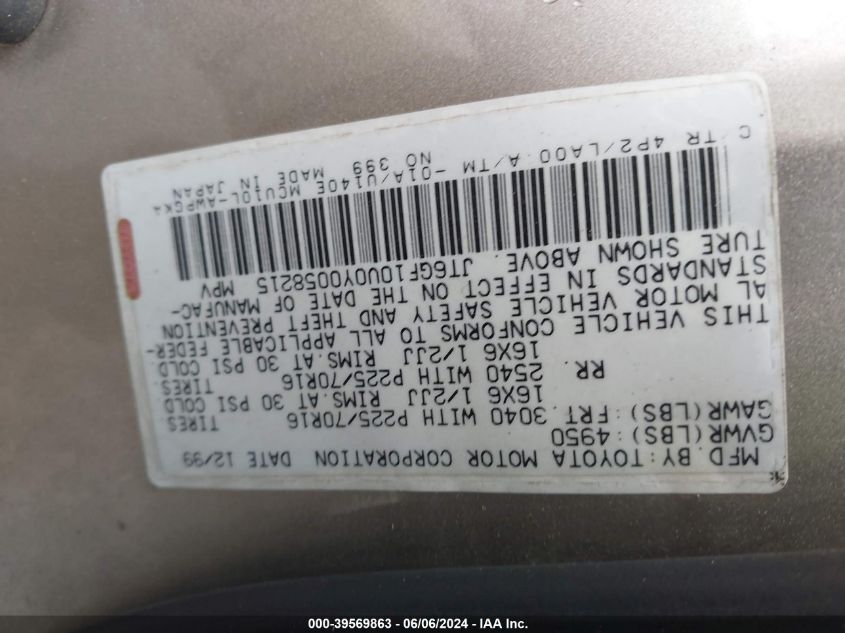 MFD. BY: TOYOTA MOTOR CORPORATION DATE 12/99
GVWR(LBS): 4950
GAWR(LBS): FRT. 3040 WITH P225/70R16 TIRES
16X6 1/2JJ RIMS. AT 30 PSI COLD
RR. 2540 WITH P225/70R16 TIRES.
16X6 1/2JJ RIMS. AT 30 PSI COLD
THIS VEHICLE CONFORMS TO ALL APPLICABLE FEDER-
AL MOTOR VEHICLE SAFETY AND THEFT PREVENTION
STANDARDS IN EFFECT ON THE DATE OF MANUFAC-
TURE SHOWN ABOVE. JT6GF10U0Y0058215 MPV
C/TR 4P2/LA00 A/TM -01A/U140E MCU10L-AWPGKA
NO 399 MADE IN JAPAN
000-39569863 - 06/06/2024 - IAA Inc.